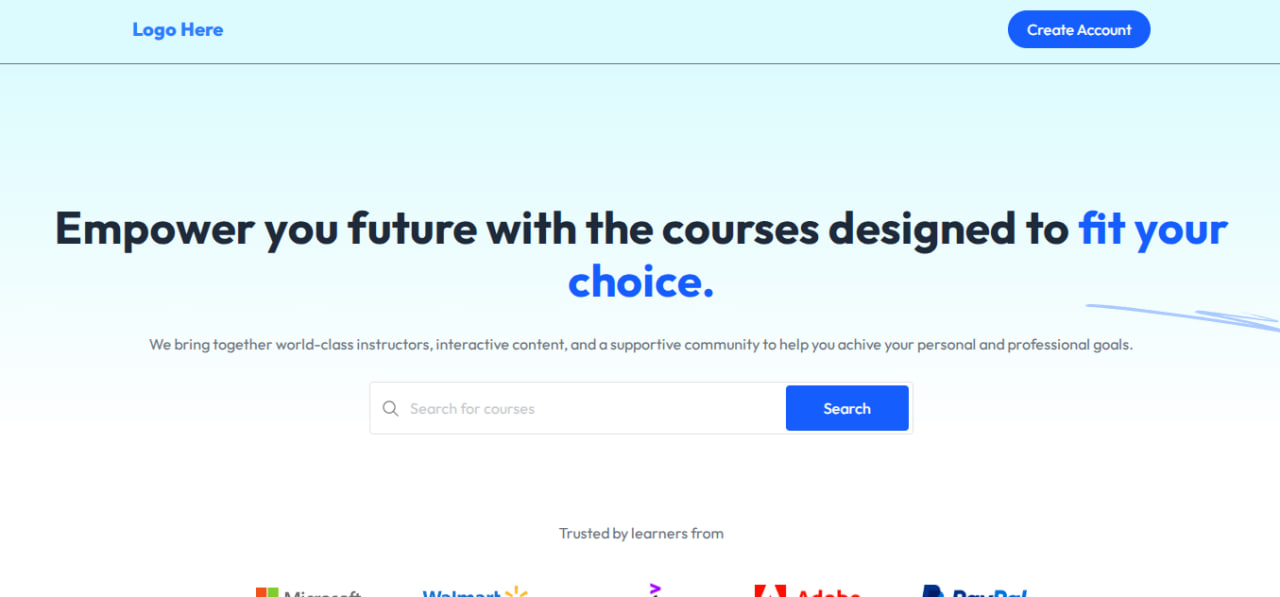 Logo Here
Create Account
Empower you future with the courses designed to fit your
choice.
We bring together world-class instructors, interactive content, and a supportive community to help you achive your personal and professional goals.
Search for courses
Search
Trusted by learners from
Microsoft Walmart Adobe PayPal